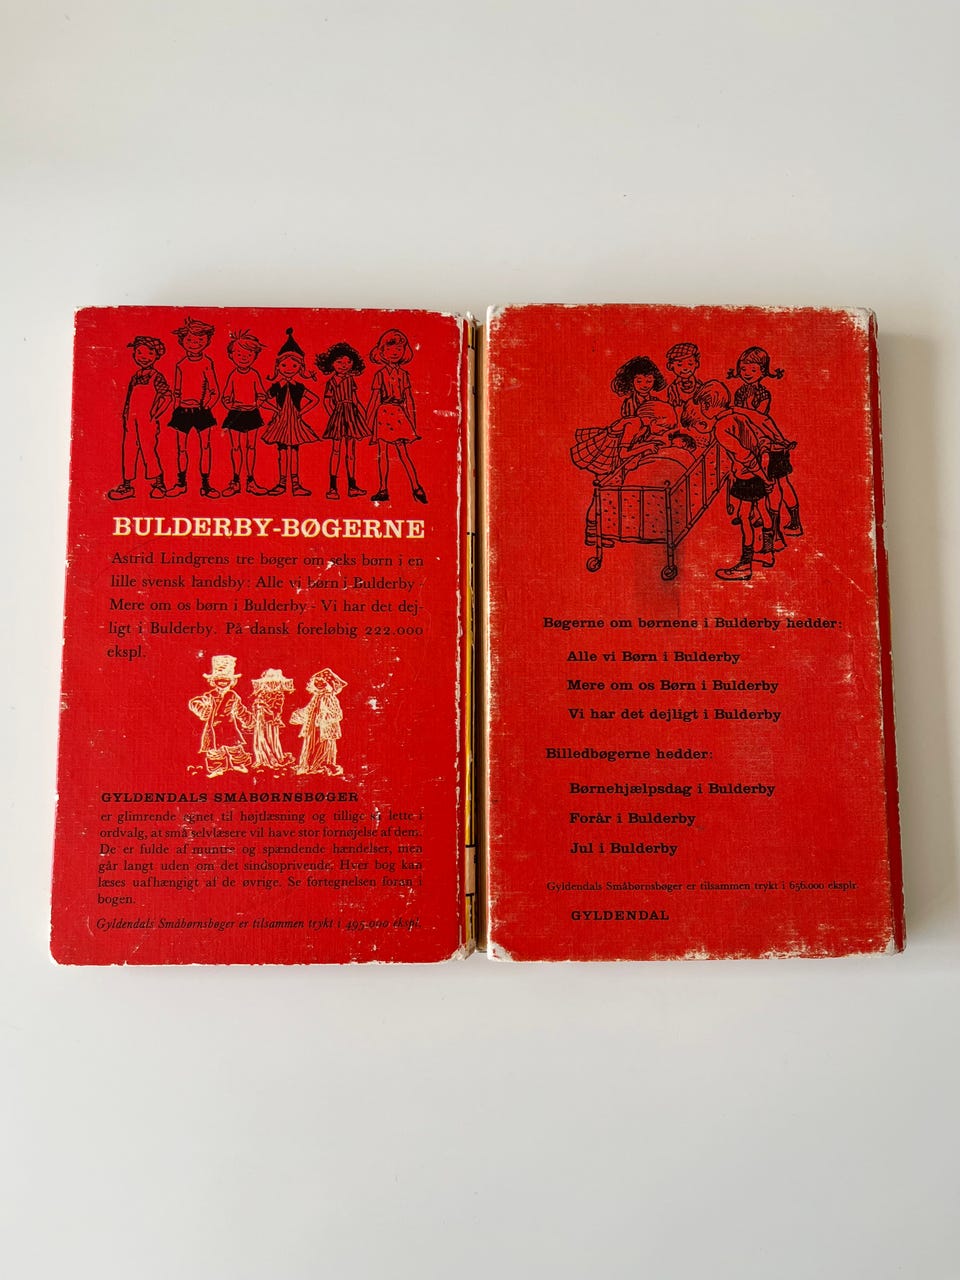 BULDERBY-BØGERNE
Astrid Lindgrens tre bøger om seks børn i en
lille svensk landsby: Alle vi børn i Bulderby -
Mere om os børn i Bulderby - Vi har det dej-
ligt i Bulderby. På dansk foreløbig 222.000
ekspl.
GYLDENDALS SMÅBØRNSBØGER
er glimrende egnet til højtlæsning og tillige så lette i
ordvalg, at små selvlæsere vil have stor fornøjelse af dem.
De er fulde af muntre og spændende hændelser, men
går langt uden om det sindsoprivende. Hver bog kan
læses uafhængigt af de øvrige. Se fortegnelsen foran i
bogen.
Gyldendals Småbørnsbøger er tilsammen trykt i 495.000 ekspl.
Bøgerne om børnene i Bulderby hedder:
Alle vi Børn i Bulderby
Mere om os Børn i Bulderby
Vi har det dejligt i Bulderby
Billedbøgerne hedder:
Børnehjælpsdag i Bulderby
Forår i Bulderby
Jul i Bulderby
Gyldendals Småbørnsbøger er tilsammen trykt i 656.000 eksplr.
GYLDENDAL